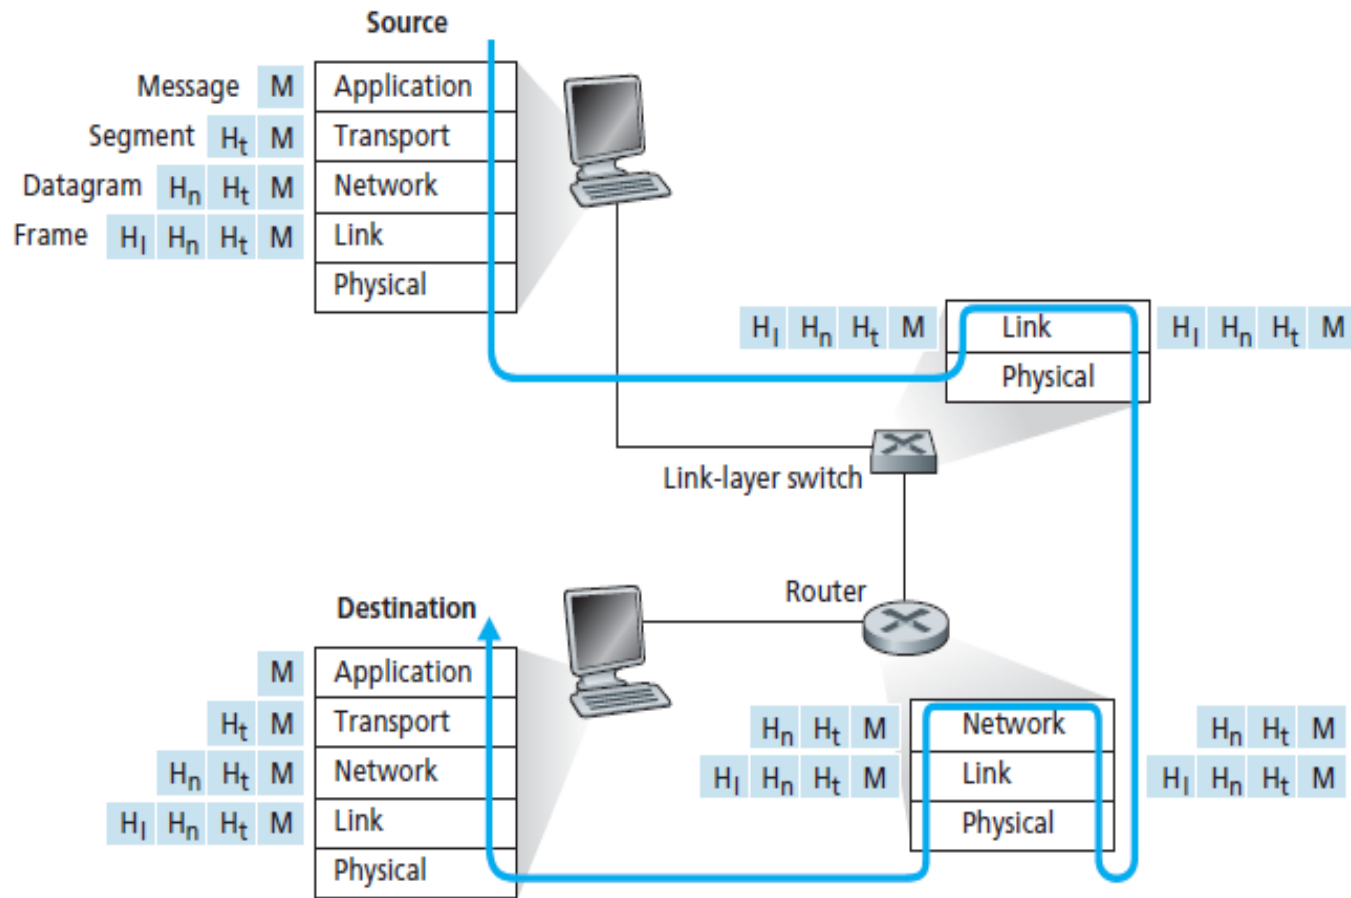 Source
Message M Application
Segment Ht M Transport
Datagram Hn Ht M Network
Frame Hl Hn Ht M Link
Physical
Hl Hn Ht M Link Hl Hn Ht M
Physical
Link-layer switch
Router
Destination
M Application
Ht M Transport
Hn Ht M Network
Hl Hn Ht M Link
Physical
Hn Ht M Network Hn Ht M
Hl Hn Ht M Link Hl Hn Ht M
Physical